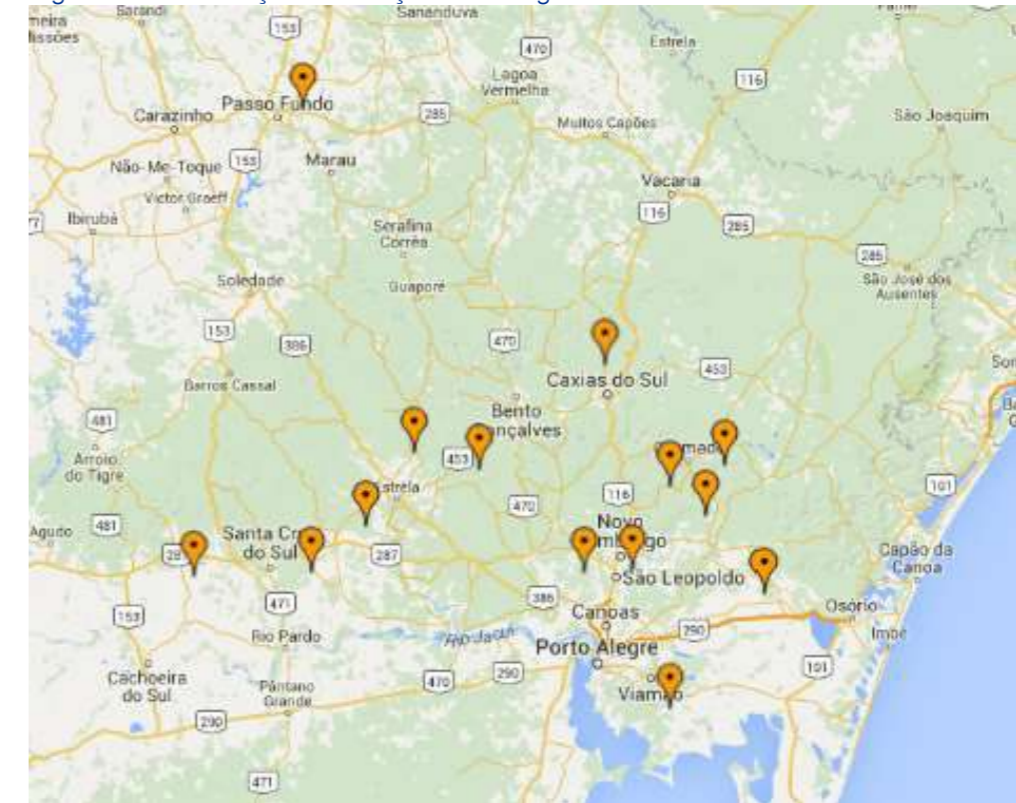 Sarandi
Sananduva
153
470
Estrela
116
Lagoa
Vermelha
Passo Fundo
Carazinho
285
Muitos Capões
São Joaquim
Não-Me-Toque
153
Marau
Vacaria
Victor Graeff
116
285
Ibirubá
Serafina
Corrêa
285
Soledade
Guaporé
São José dos
Ausentes
153
386
470
Caxias do Sul
453
Barros Cassal
Bento
481
Arroio
do Tigre
453
Estrela
116
470
101
Agudo
481
Santa
do Sul
287
Novo
Capão da
Canoa
São Leopoldo
386
471
153
Canoas
Osório
Rio Pardo
Rio Jacuí
290
Imbé
Porto Alegre
101
Cachoeira
do Sul
Pântano
Grande
470
290
Viamão
290
471